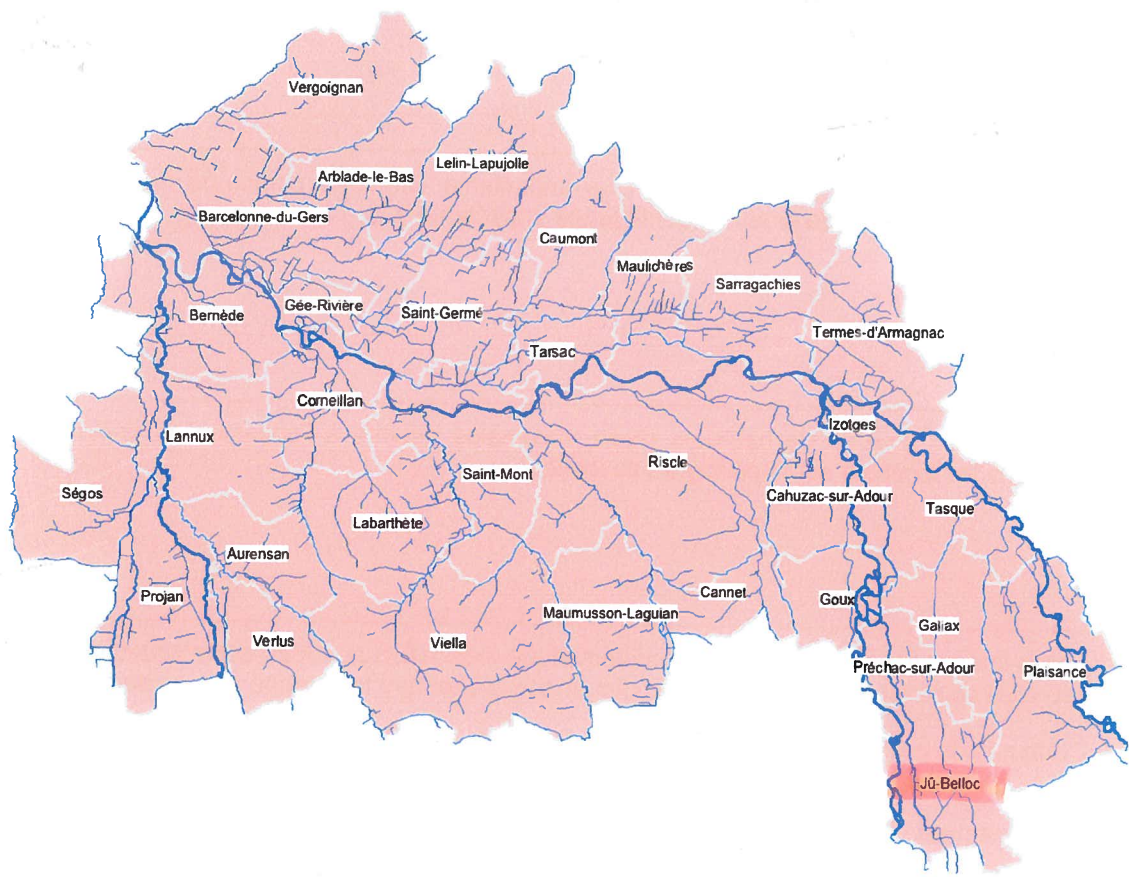 Vergoignan
Lelin-Lapujolle
Arblade-le-Bas
Barcelonne-du-Gers
Caumont
Maulichères
Sarragachies
Gée-Rivière
Bernède
Saint-Germé
Termes-d'Armagnac
Tarsac
Corneillan
Izotges
Lannux
Riscle
Saint-Mont
Ségos
Cahuzac-sur-Adour
Tasque
Labarthète
Aurensan
Cannet
Projan
Goux
Maumusson-Laguian
Galiax
Verlus
Viella
Préchac-sur-Adour
Plaisance
Jû-Belloc